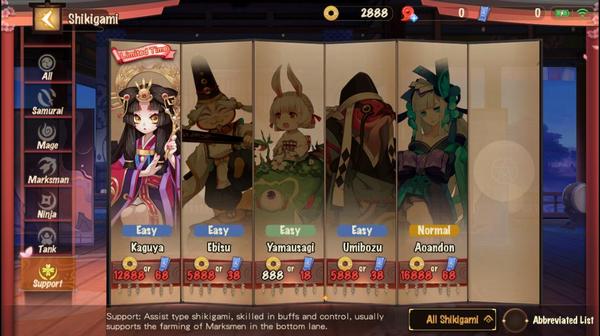 Shikigami
2888
0
0
All
Samurai
Mage
Marksman
Ninja
Tank
Support
Limited Time
Easy
Kaguya
12888 or 68
Easy
Ebisu
5888 or 38
Easy
Yamausagi
888 or 18
Easy
Umibozu
5888 or 38
Normal
Aoandon
16888 or 68
Support: Assist type shikigami, skilled in buffs and control, usually
supports the farming of Marksmen in the bottom lane.
All Shikigami
Abbreviated List